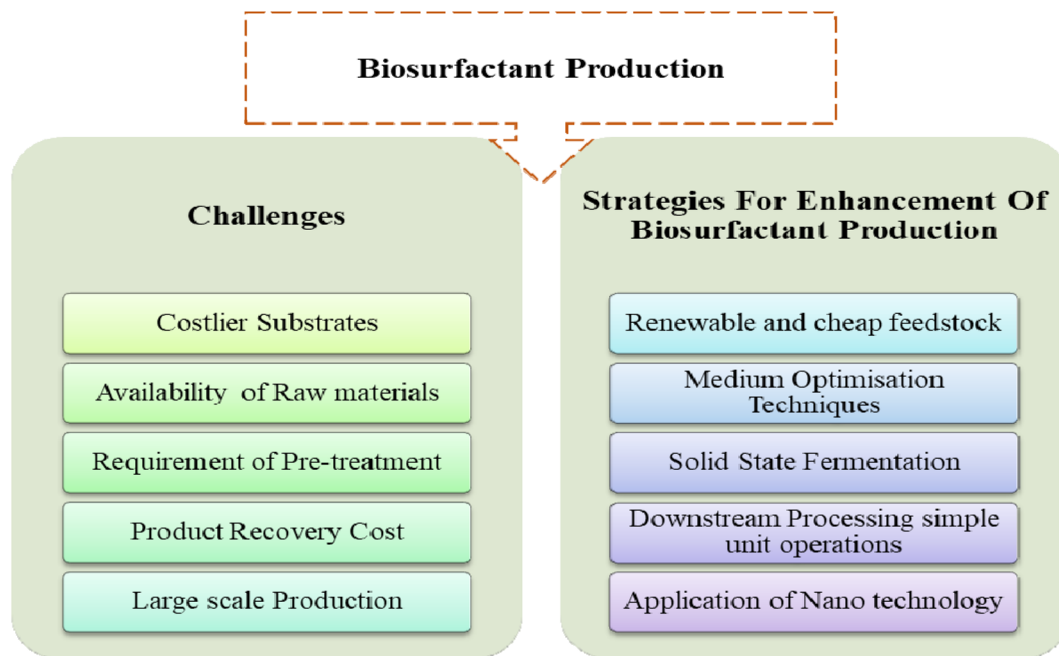 Biosurfactant Production
Challenges
Costlier Substrates
Availability of Raw materials
Requirement of Pre-treatment
Product Recovery Cost
Large scale Production
Strategies For Enhancement Of
Biosurfactant Production
Renewable and cheap feedstock
Medium Optimisation
Techniques
Solid State Fermentation
Downstream Processing simple
unit operations
Application of Nano technology